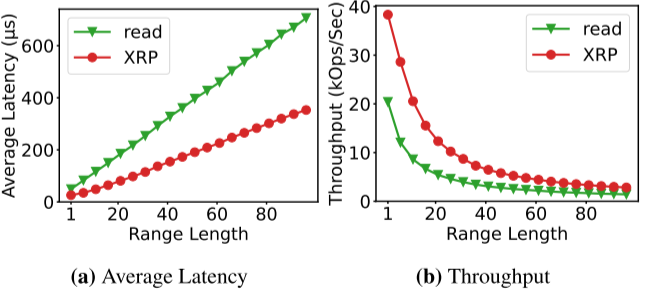 Average Latency (μs)
600
400
200
0
read
XRP
1
20
40
60
80
Range Length
(a) Average Latency
Throughput (kOps/Sec)
40
30
20
10
0
read
XRP
1
20
40
60
80
Range Length
(b) Throughput